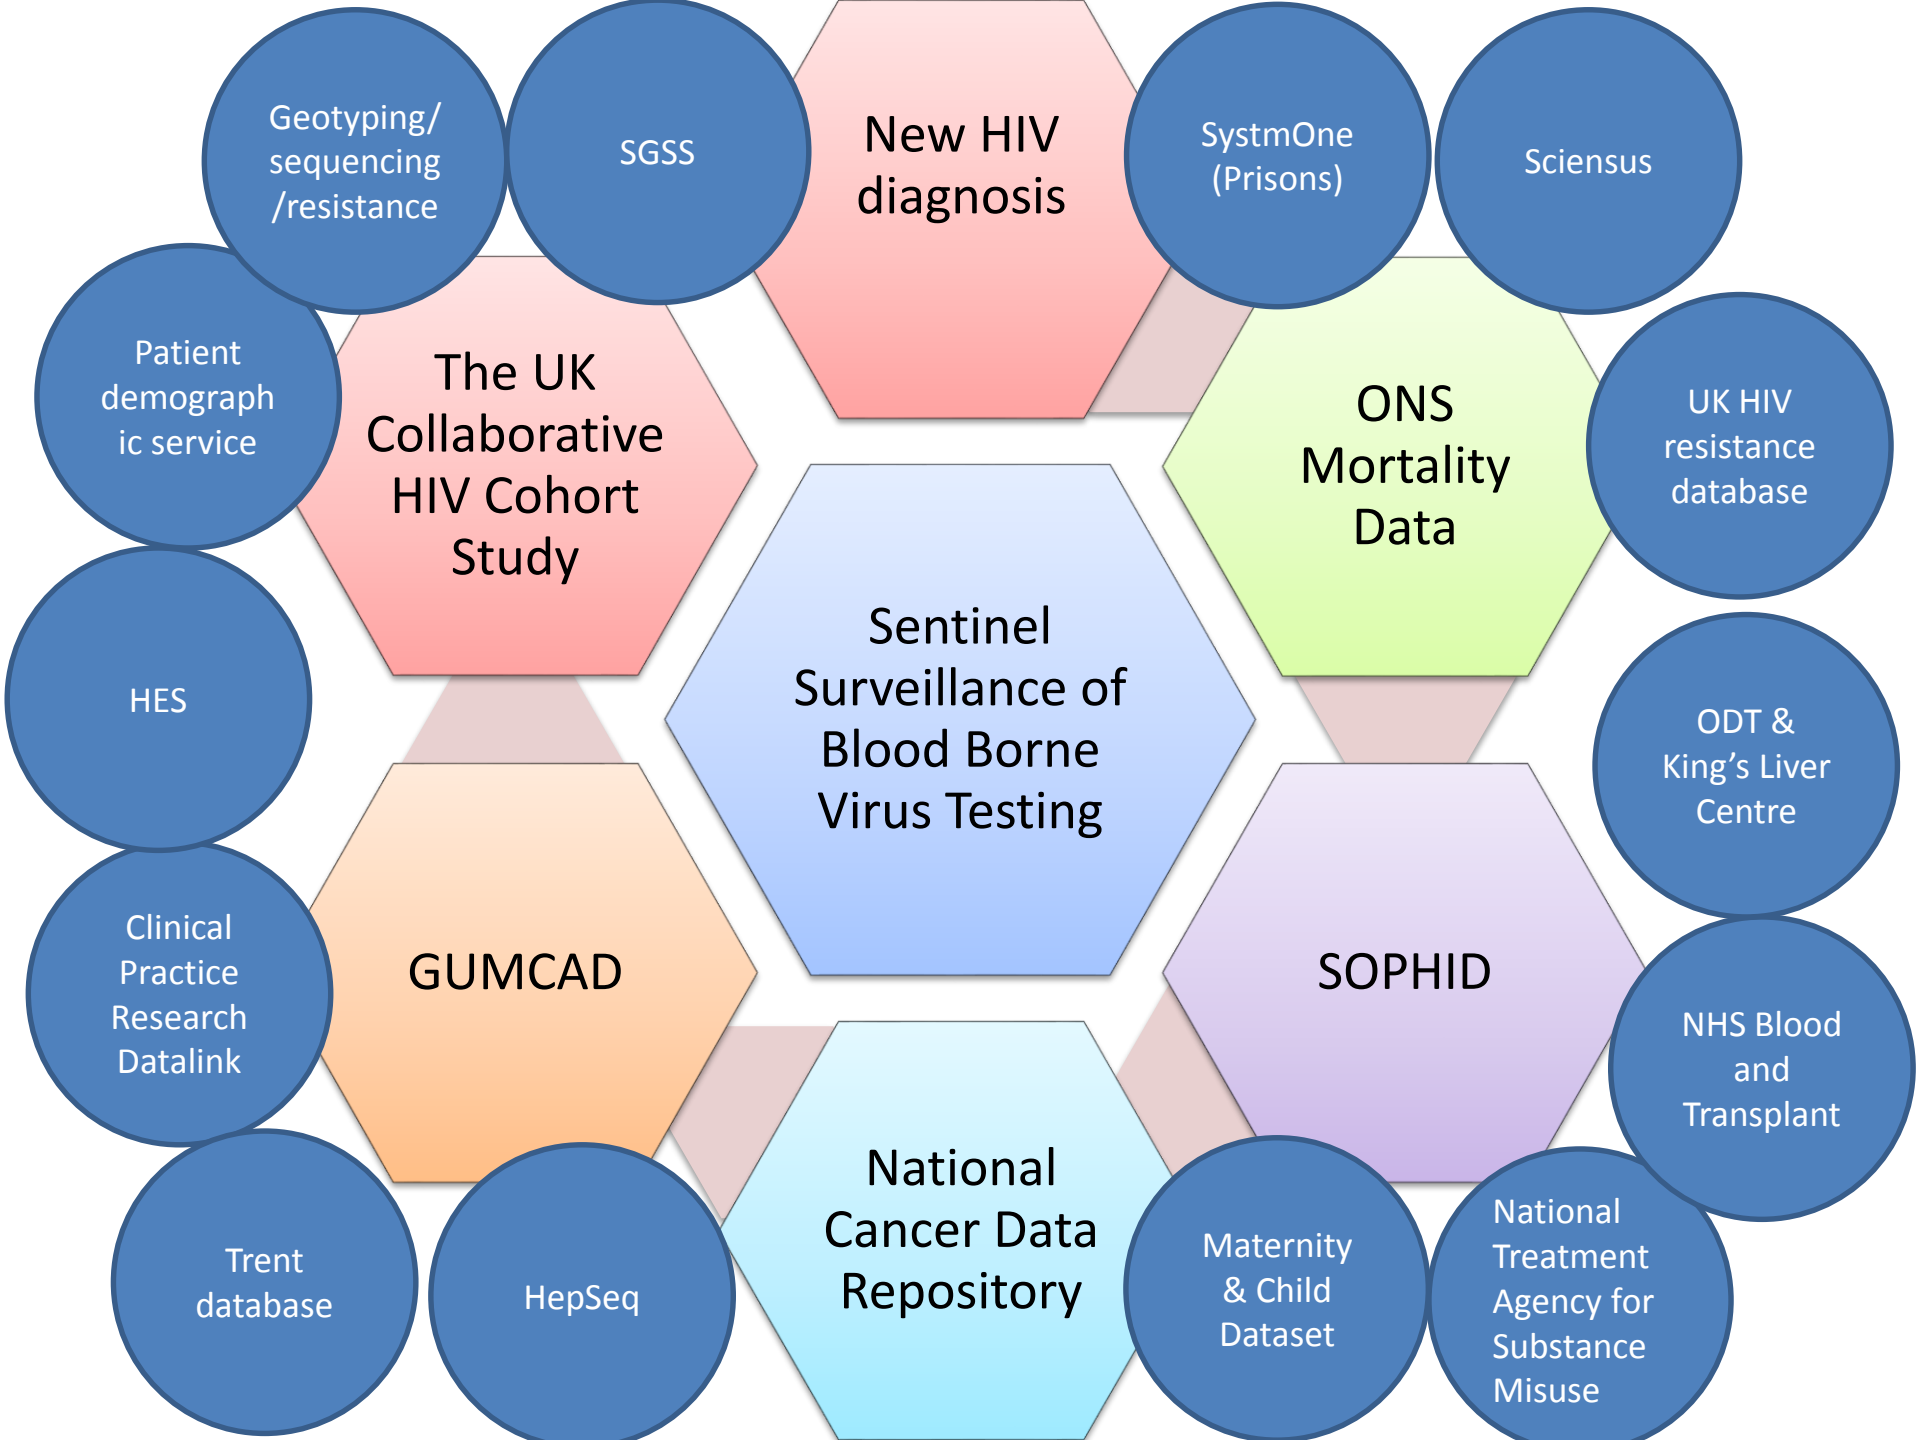 Geotyping/
sequencing
/resistance
SGSS
New HIV
diagnosis
SystmOne
(Prisons)
Sciensus
Patient
demograph
ic service
The UK
Collaborative
HIV Cohort
Study
ONS
Mortality
Data
UK HIV
resistance
database
HES
Sentinel
Surveillance of
Blood Borne
Virus Testing
ODT &
King’s Liver
Centre
Clinical
Practice
Research
Datalink
GUMCAD
SOPHID
NHS Blood
and
Transplant
Trent
database
HepSeq
National
Cancer Data
Repository
Maternity
& Child
Dataset
National
Treatment
Agency for
Substance
Misuse